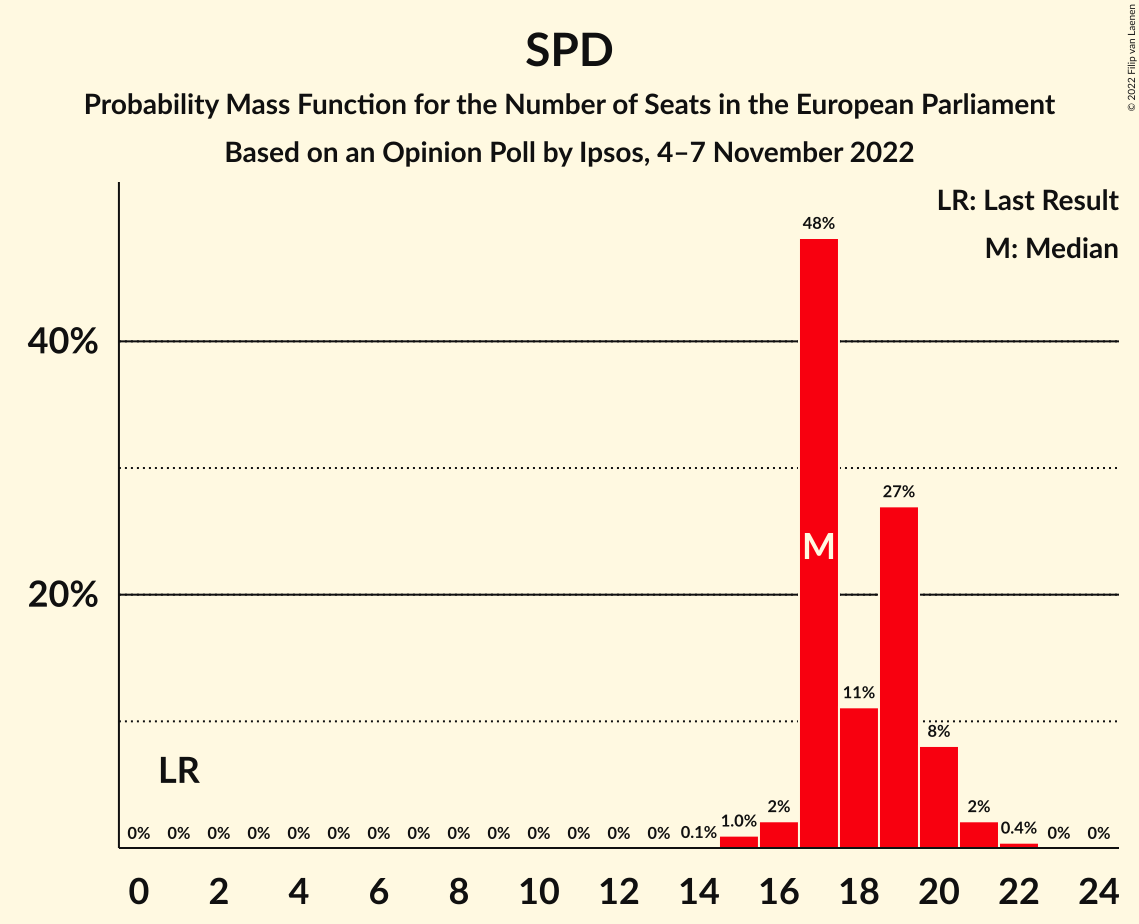 SPD
Probability Mass Function for the Number of Seats in the European Parliament
Based on an Opinion Poll by Ipsos, 4–7 November 2022
© 2022 Filip van Laenen
LR: Last Result
M: Median
48%
40%
27%
M
20%
11%
8%
LR
0% 0% 0% 0% 0% 0% 0% 0% 0% 0% 0% 0% 0% 0% 0.1% 1.0% 2% 2% 0.4% 0% 0%
0 2 4 6 8 10 12 14 16 18 20 22 24